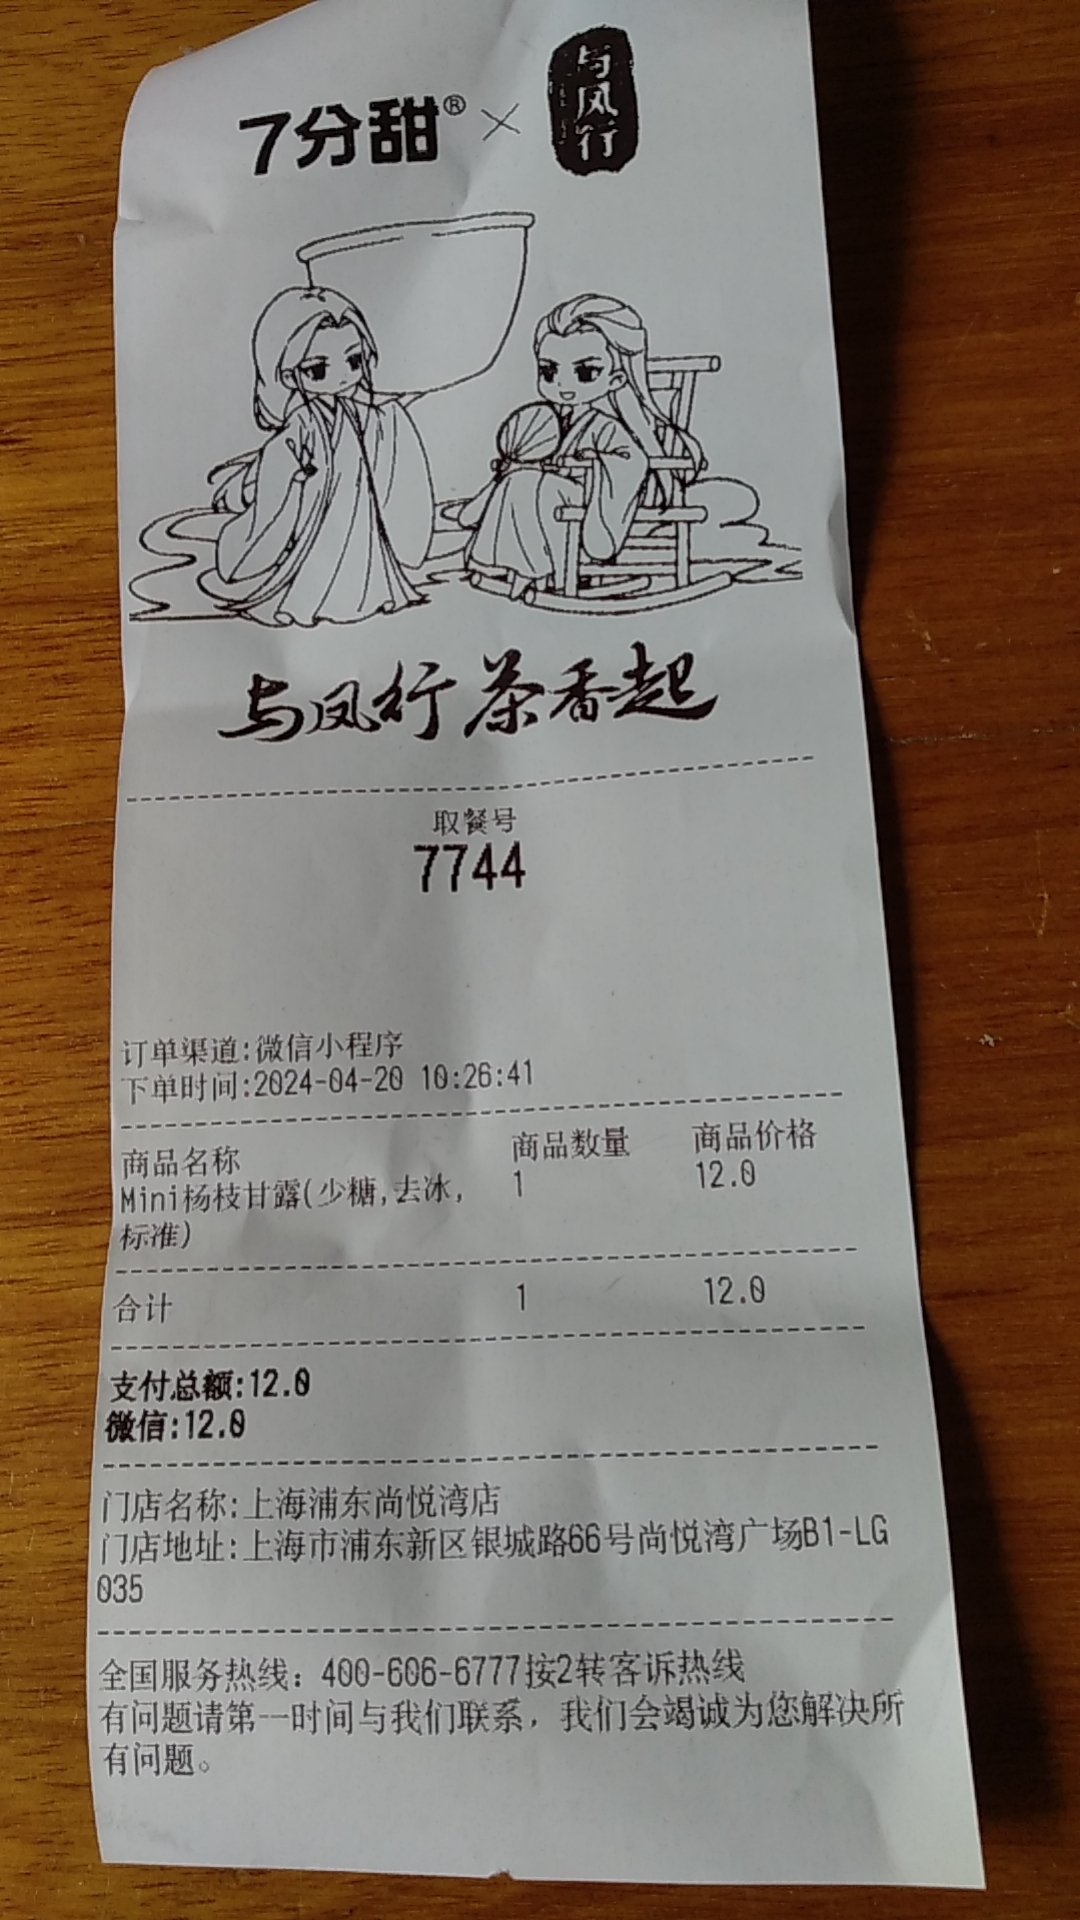 7分甜® × 与凤行
与凤行 茶香起
取餐号
7744
订单渠道:微信小程序
下单时间:2024-04-20 10:26:41
商品名称 商品数量 商品价格
Mini杨枝甘露(少糖,去冰, 1 12.0
标准)
合计 1 12.0
支付总额:12.0
微信:12.0
门店名称:上海浦东尚悦湾店
门店地址:上海市浦东新区银城路66号尚悦湾广场B1-LG
035
全国服务热线：400-606-6777按2转客诉热线
有问题请第一时间与我们联系，我们会竭诚为您解决所
有问题。